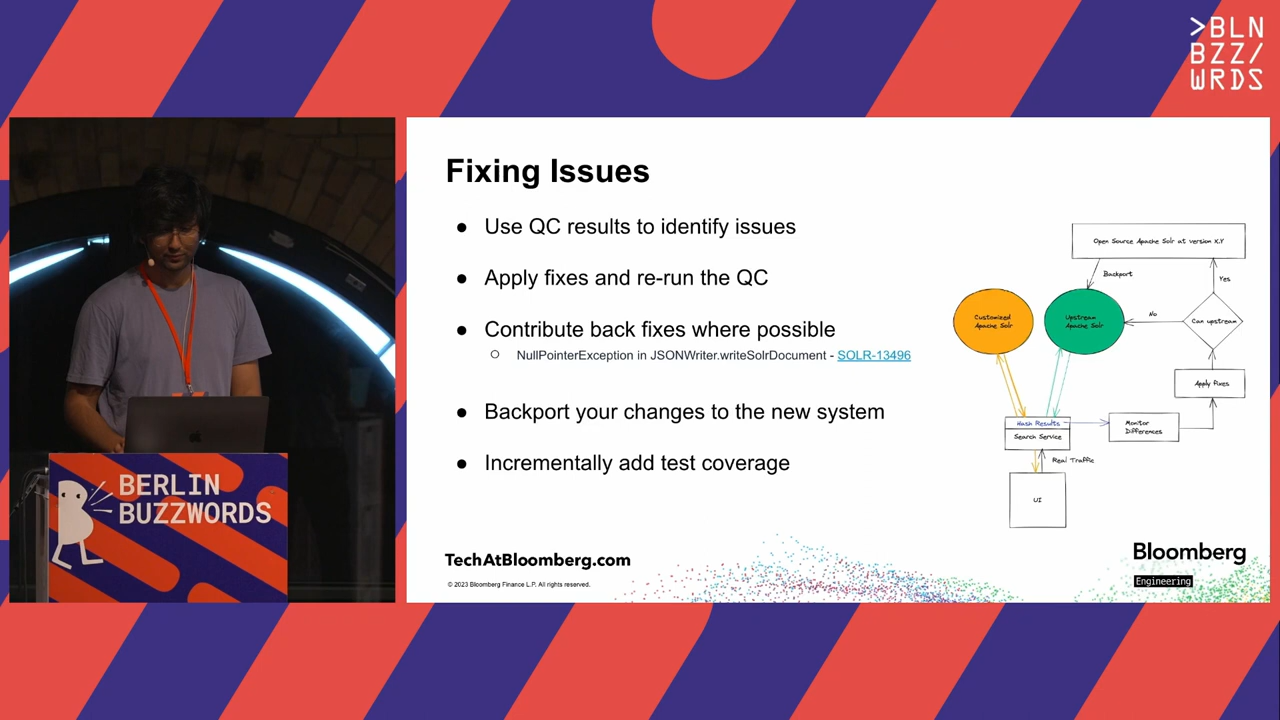 >BLN
BZZ/
WRDS
Fixing Issues
● Use QC results to identify issues
● Apply fixes and re-run the QC
● Contribute back fixes where possible
○ NullPointerException in JSONWriter.writeSolrDocument - SOLR-13496
● Backport your changes to the new system
● Incrementally add test coverage
Open Source Apache Solr at version X.Y
Backport
Yes
Customized
Apache Solr
Upstream
Apache Solr
No
Can upstream
Apply fixes
Hash Results
Search Service
Monitor
Differences
Real Traffic
UI
TechAtBloomberg.com
© 2023 Bloomberg Finance L.P. All rights reserved.
Bloomberg
Engineering
BERLIN
BUZZWORDS